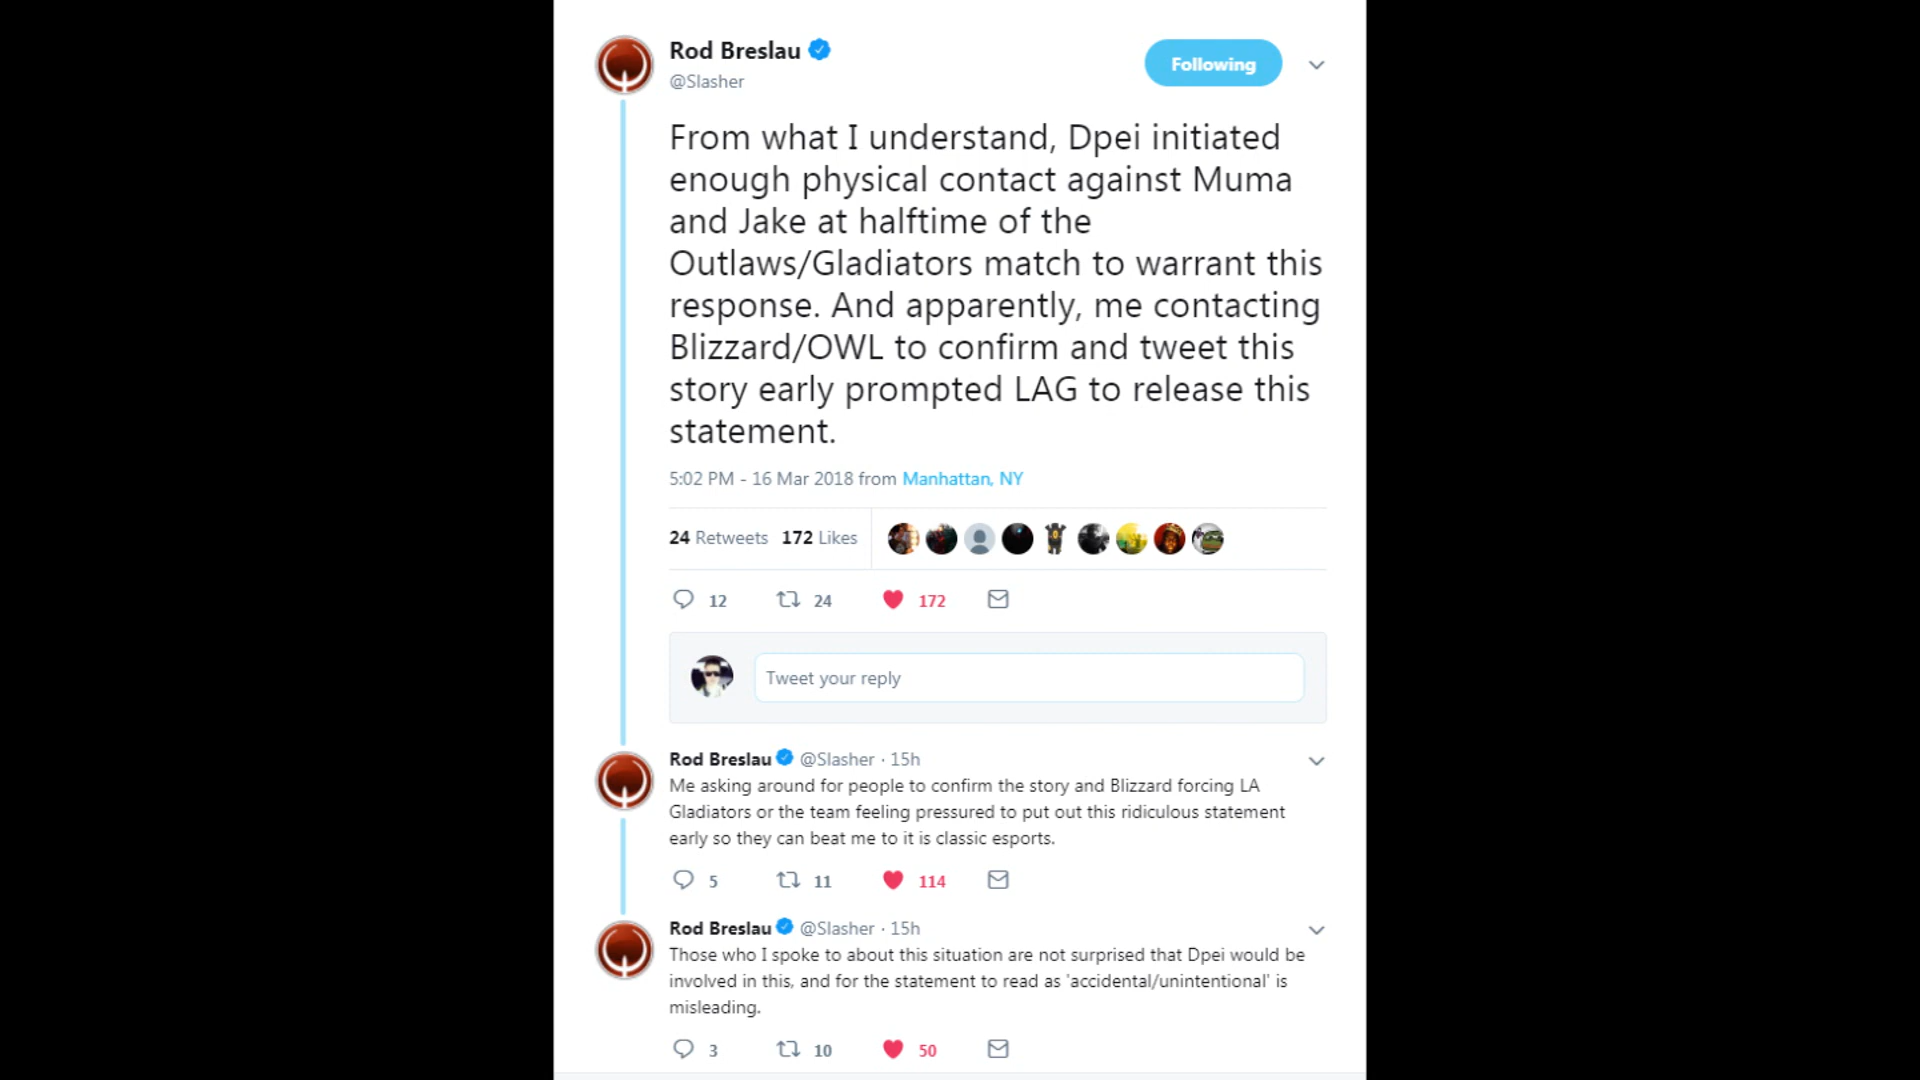 Rod Breslau
@Slasher
Following
From what I understand, Dpei initiated
enough physical contact against Muma
and Jake at halftime of the
Outlaws/Gladiators match to warrant this
response. And apparently, me contacting
Blizzard/OWL to confirm and tweet this
story early prompted LAG to release this
statement.
5:02 PM - 16 Mar 2018 from Manhattan, NY
24 Retweets 172 Likes
12 24 172
Tweet your reply
Rod Breslau @Slasher · 15h
Me asking around for people to confirm the story and Blizzard forcing LA
Gladiators or the team feeling pressured to put out this ridiculous statement
early so they can beat me to it is classic esports.
5 11 114
Rod Breslau @Slasher · 15h
Those who I spoke to about this situation are not surprised that Dpei would be
involved in this, and for the statement to read as 'accidental/unintentional' is
misleading.
3 10 50